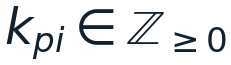 k_{pi} ∈ ℤ_{≥0}